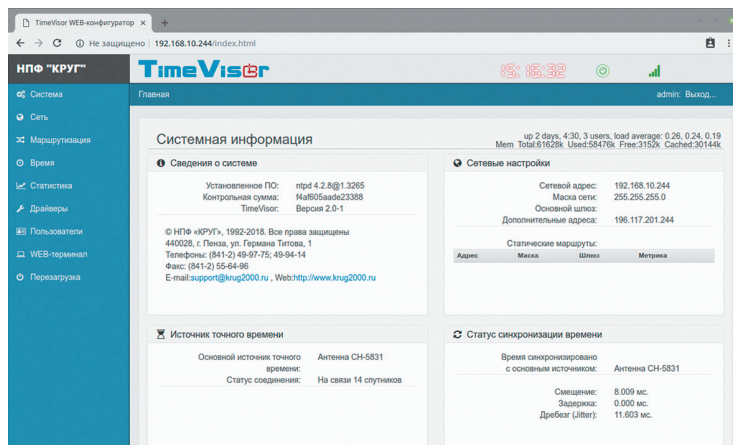 TimeVisor WEB-конфигуратор × +
Не защищено | 192.168.10.244/index.html
НПФ "КРУГ"
TimeVisor
15:16:32
Главная
admin: Выход...
Система
Сеть
Маршрутизация
Время
Статистика
Драйверы
Пользователи
WEB-терминал
Перезагрузка
Системная информация
up 2 days, 4:30, 3 users, load average: 0.26, 0.24, 0.19
Mem Total:61628k Used:58476k Free:3152k Cached:30144k
Сведения о системе
Установленное ПО: ntpd 4.2.8@1.3265
Контрольная сумма: f4af605aade23388
TimeVisor: Версия 2.0-1
© НПФ «КРУГ», 1992-2018. Все права защищены
440028, г. Пенза, ул. Германа Титова, 1
Телефоны: (841-2) 49-97-75; 49-94-14
Факс: (841-2) 55-64-96
E-mail:support@krug2000.ru , Web:http://www.krug2000.ru
Сетевые настройки
Сетевой адрес: 192.168.10.244
Маска сети: 255.255.255.0
Основной шлюз:
Дополнительные адреса: 196.117.201.244
Статические маршруты:
Адрес Маска Шлюз Метрика
Источник точного времени
Основной источник точного времени: Антенна СН-5831
Статус соединения: На связи 14 спутников
Статус синхронизации времени
Время синхронизировано
с основным источником: Антенна СН-5831
Смещение: 8.009 мс.
Задержка: 0.000 мс.
Дребезг (Jitter): 11.603 мс.